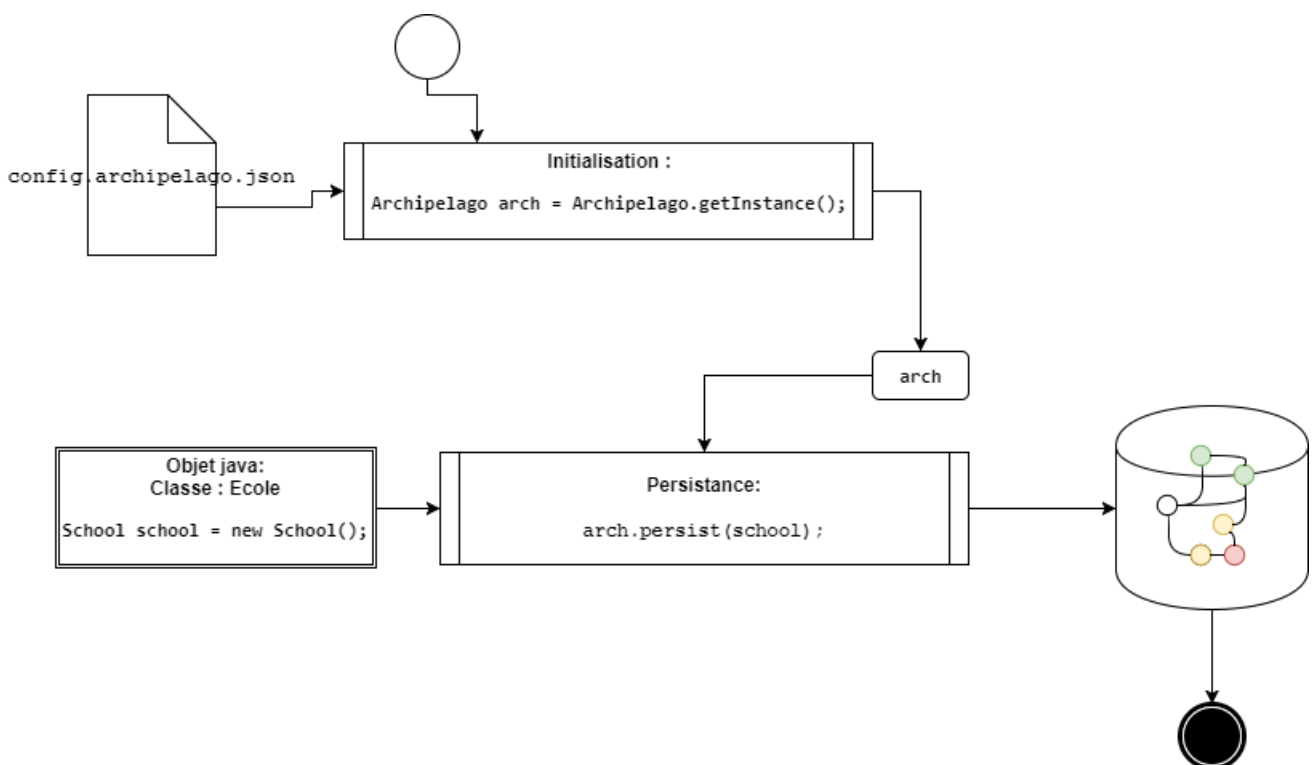 config.archipelago.json
Initialisation :
Archipelago arch = Archipelago.getInstance();
arch
Objet java:
Classe : Ecole
School school = new School();
Persistance:
arch.persist(school);